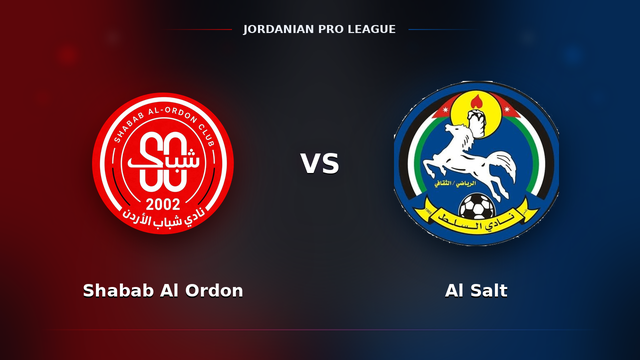 JORDANIAN PRO LEAGUE
SHABAB AL-ORDON CLUB
شباب
2002
نادي شباب الأردن
VS
الرياضي / الثقافي
نادي السلط
Shabab Al Ordon
Al Salt